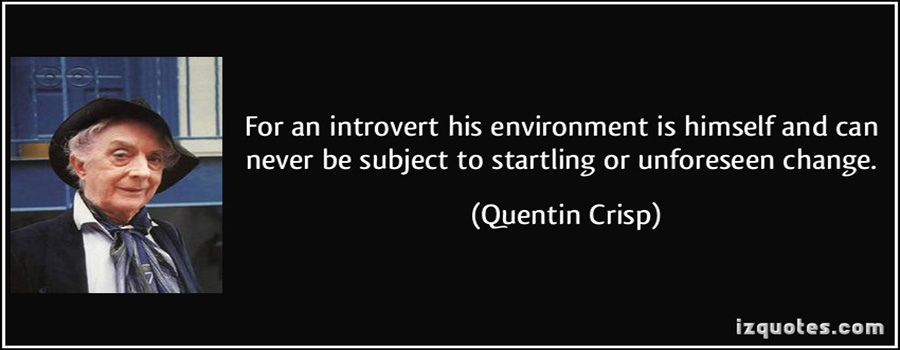 For an introvert his environment is himself and can
never be subject to startling or unforeseen change.
(Quentin Crisp)
izquotes.com